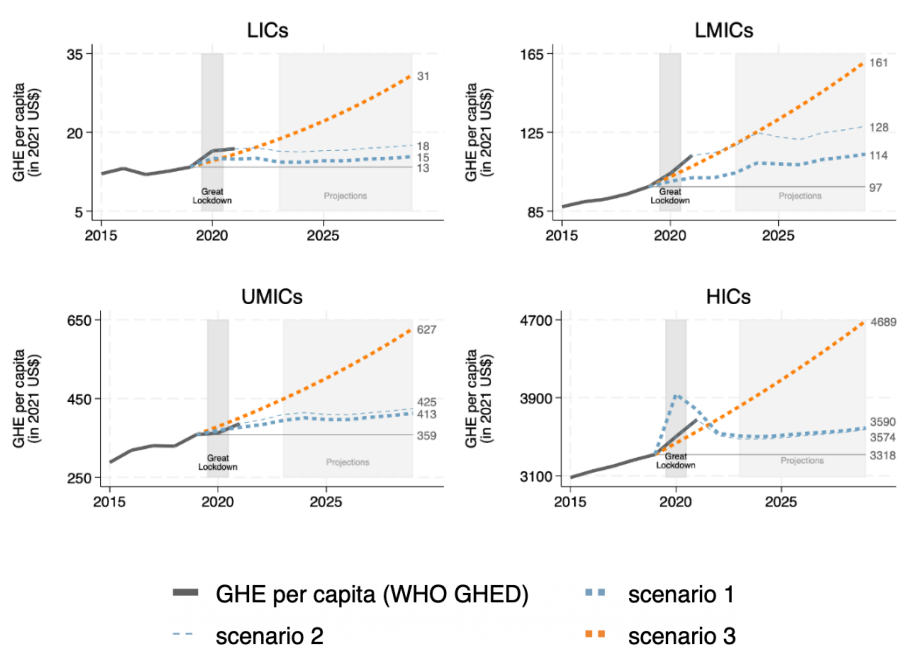 LICs
GHE per capita
(in 2021 US$)
35
20
5
31
18
15
13
Great
Lockdown
Projections
2015
2020
2025
LMICs
GHE per capita
(in 2021 US$)
165
125
85
161
128
114
97
Great
Lockdown
Projections
2015
2020
2025
UMICs
GHE per capita
(in 2021 US$)
650
450
250
627
425
413
359
Great
Lockdown
Projections
2015
2020
2025
HICs
GHE per capita
(in 2021 US$)
4700
3900
3100
4689
3590
3574
3318
Great
Lockdown
Projections
2015
2020
2025
GHE per capita (WHO GHED)
scenario 1
scenario 2
scenario 3